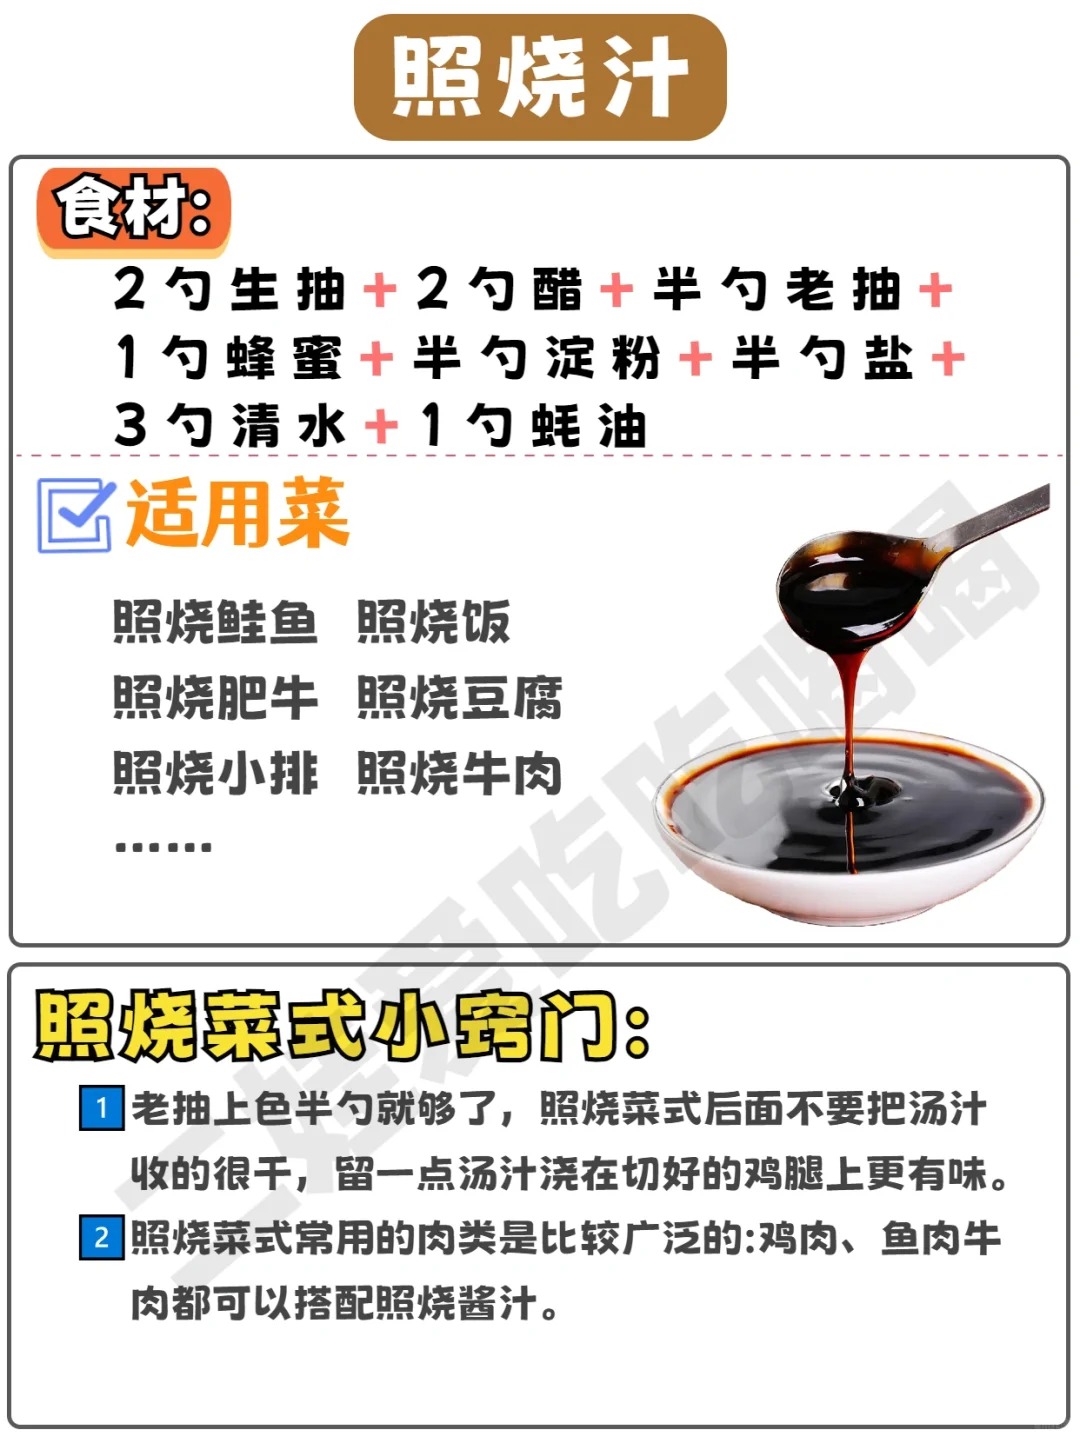 照烧汁
食材:
2勺生抽+2勺醋+半勺老抽+
1勺蜂蜜+半勺淀粉+半勺盐+
3勺清水+1勺蚝油
适用菜
照烧鲑鱼 照烧饭
照烧肥牛 照烧豆腐
照烧小排 照烧牛肉
……
二娃爱吃吃喝喝
照烧菜式小窍门:
1 老抽上色半勺就够了，照烧菜式后面不要把汤汁
收的很干，留一点汤汁浇在切好的鸡腿上更有味。
2 照烧菜式常用的肉类是比较广泛的:鸡肉、鱼肉牛
肉都可以搭配照烧酱汁。